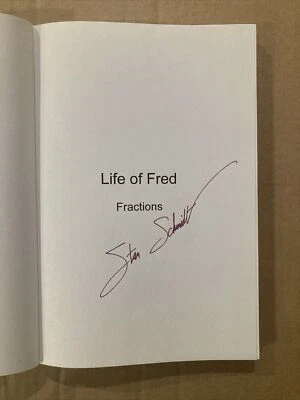 Life of Fred
Fractions
Stan Schmidt